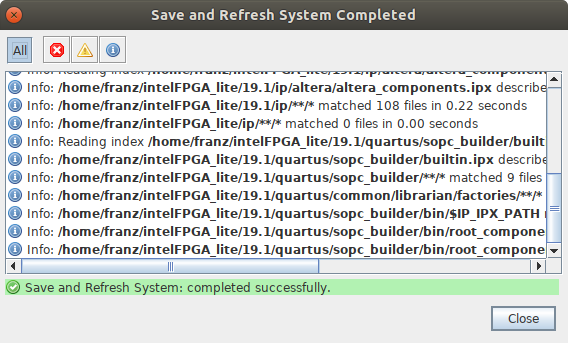 Save and Refresh System Completed
All
Info: Reading index /home/franz/intelFPGA_lite/19.1/ip/altera/altera_component
Info: /home/franz/intelFPGA_lite/19.1/ip/altera/altera_components.ipx describe
Info: /home/franz/intelFPGA_lite/19.1/ip/**/* matched 108 files in 0.22 seconds
Info: /home/franz/intelFPGA_lite/ip/**/* matched 0 files in 0.00 seconds
Info: Reading index /home/franz/intelFPGA_lite/19.1/quartus/sopc_builder/built
Info: /home/franz/intelFPGA_lite/19.1/quartus/sopc_builder/builtin.ipx describe
Info: /home/franz/intelFPGA_lite/19.1/quartus/sopc_builder/**/* matched 9 files
Info: /home/franz/intelFPGA_lite/19.1/quartus/common/librarian/factories/**/*
Info: /home/franz/intelFPGA_lite/19.1/quartus/sopc_builder/bin/$IP_IPX_PATH
Info: /home/franz/intelFPGA_lite/19.1/quartus/sopc_builder/bin/root_compone
Info: /home/franz/intelFPGA_lite/19.1/quartus/sopc_builder/bin/root_compone
Save and Refresh System: completed successfully.
Close